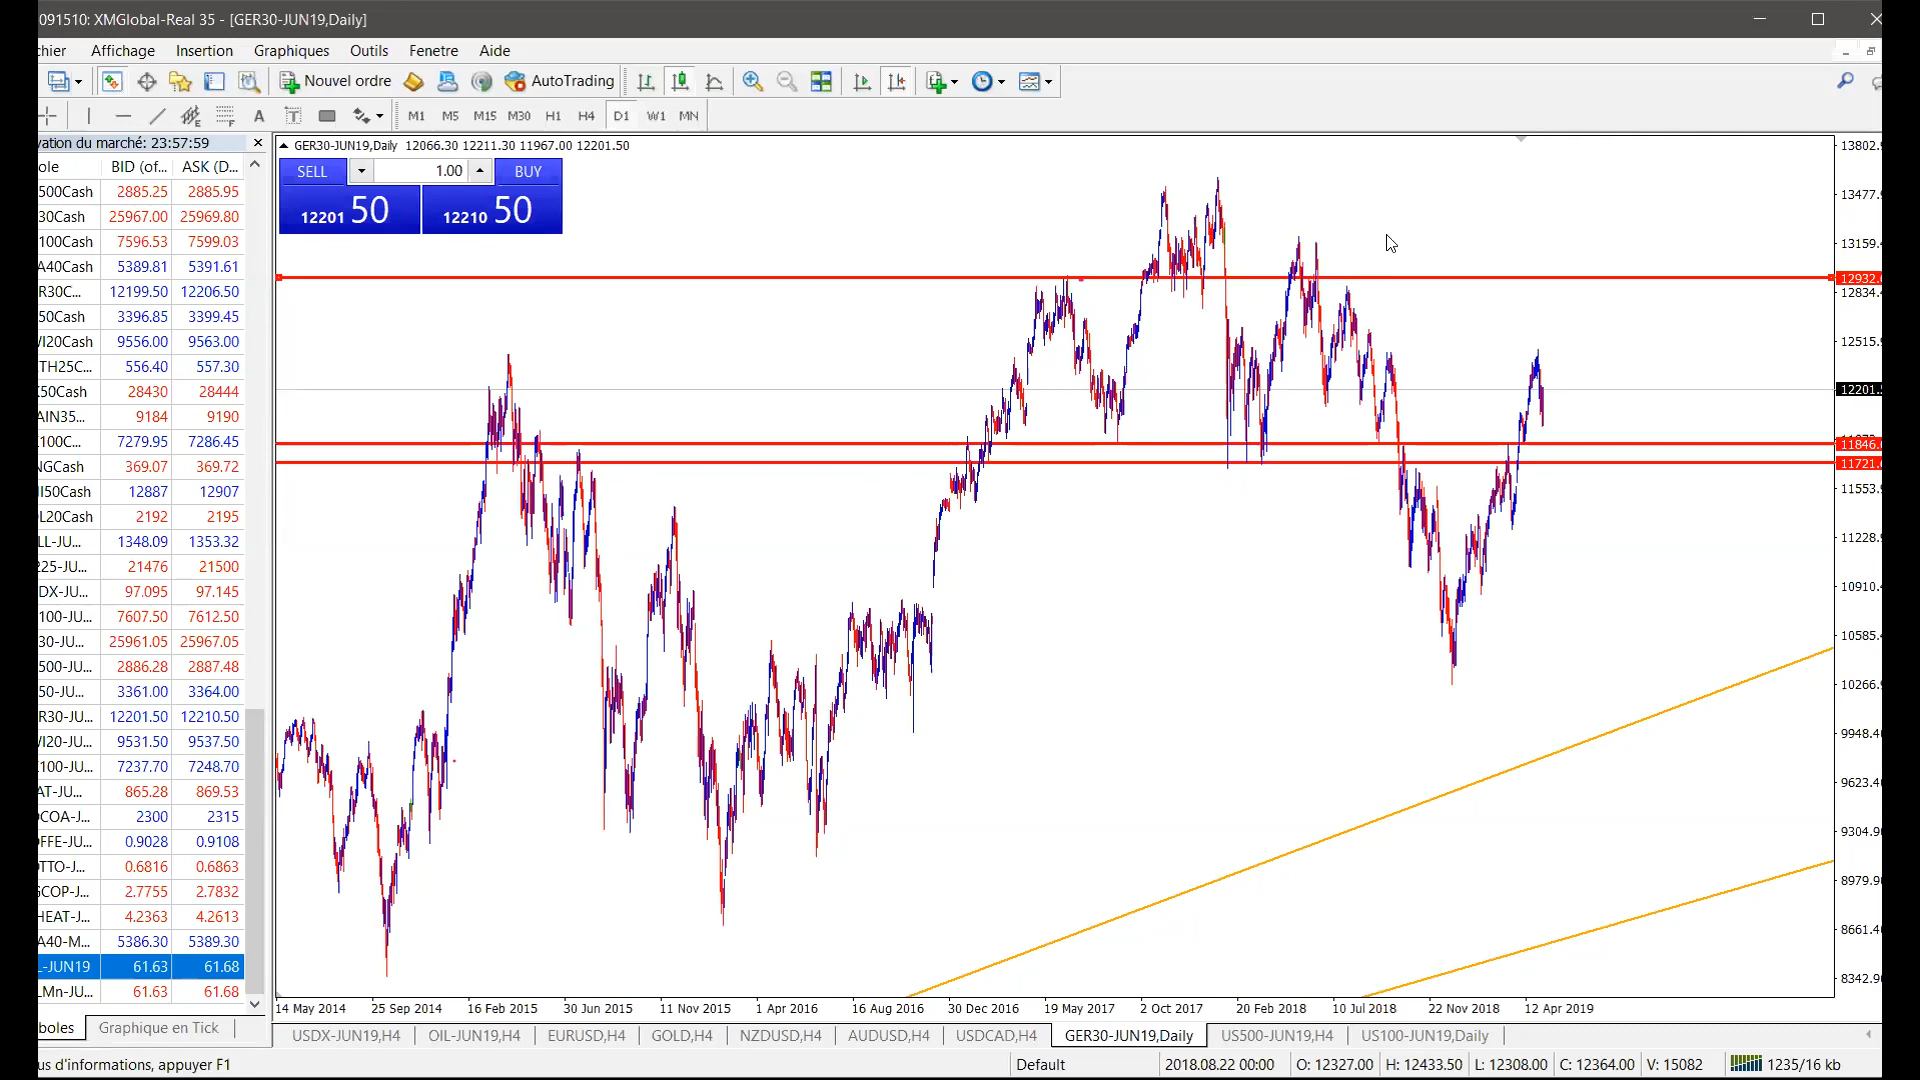 091510: XMGlobal-Real 35 - [GER30-JUN19,Daily]
chier Affichage Insertion Graphiques Outils Fenetre Aide
Nouvel ordre AutoTrading
A T M1 M5 M15 M30 H1 H4 D1 W1 MN
vation du marché: 23:57:59
ole BID (of... ASK (D...
500Cash 2885.25 2885.95
30Cash 25967.00 25969.80
100Cash 7596.53 7599.03
A40Cash 5389.81 5391.61
R30C... 12199.50 12206.50
50Cash 3396.85 3399.45
VI20Cash 9556.00 9563.00
TH25C... 556.40 557.30
50Cash 28430 28444
AIN35... 9184 9190
100C... 7279.95 7286.45
NGCash 369.07 369.72
I50Cash 12887 12907
L20Cash 2192 2195
LL-JU... 1348.09 1353.32
225-JU... 21476 21500
DX-JUN... 97.095 97.145
100-JU... 7607.50 7612.50
30-JU... 25961.05 25967.05
500-JU... 2886.28 2887.48
50-JU... 3361.00 3364.00
R30-JU... 12201.50 12210.50
VI20-JU... 9531.50 9537.50
100-JU... 7237.70 7248.70
AT-JU... 865.28 869.53
OCOA-J... 2300 2315
FFE-JU... 0.9028 0.9108
OTTO-J... 0.6816 0.6863
GCOP-J... 2.7755 2.7832
HEAT-J... 4.2363 4.2613
A40-M... 5386.30 5389.30
L-JUN19 61.63 61.68
LMn-JU... 61.63 61.68
boles Graphique en Tick
GER30-JUN19,Daily 12066.30 12211.30 11967.00 12201.50
SELL 1.00 BUY
12201 50 12210 50
13802.
13477.
13159.
12932.
12834.
12515.
12201.
11846.
11721.
11553.
11228.
10910.
10585.
10266.
9948.
9623.
9304.
8979.
8661.
8342.
14 May 2014 25 Sep 2014 16 Feb 2015 30 Jun 2015 11 Nov 2015 1 Apr 2016 16 Aug 2016 30 Dec 2016 19 May 2017 2 Oct 2017 20 Feb 2018 10 Jul 2018 22 Nov 2018 12 Apr 2019
USDX-JUN19,H4 OIL-JUN19,H4 EURUSD,H4 GOLD,H4 NZDUSD,H4 AUDUSD,H4 USDCAD,H4 GER30-JUN19,Daily US500-JUN19,H4 US100-JUN19,Daily
us d'informations, appuyer F1 Default 2018.08.22 00:00 O: 12327.00 H: 12433.50 L: 12308.00 C: 12364.00 V: 15082 1235/16 kb